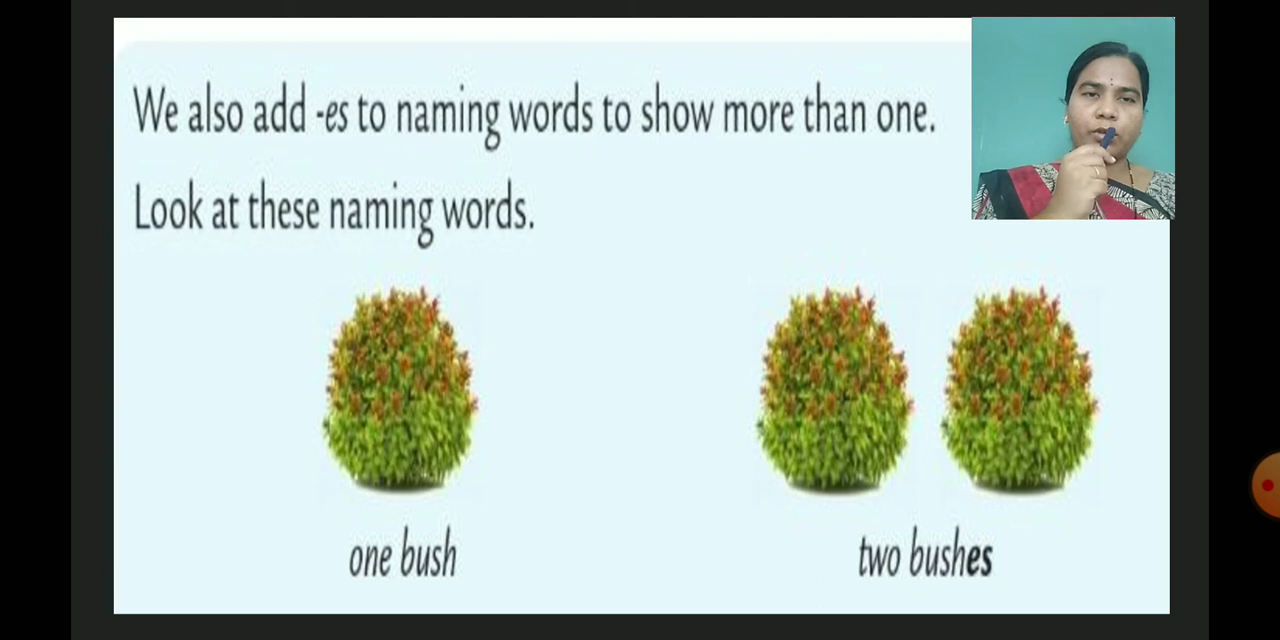 We also add -es to naming words to show more than one.
Look at these naming words.
one bush
two bushes